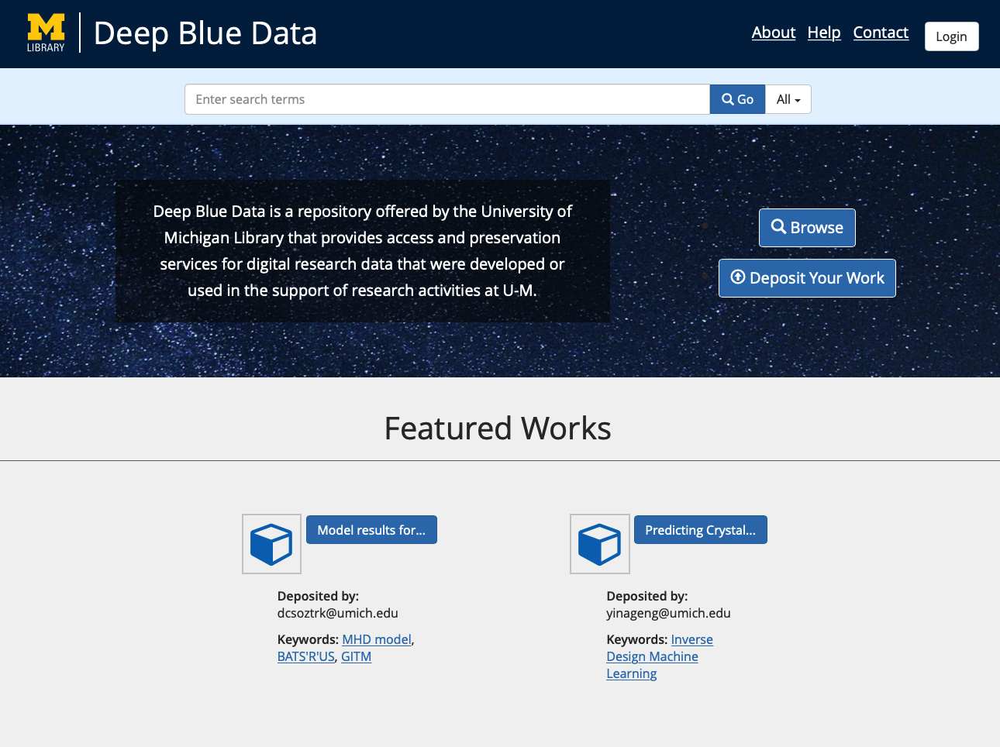 M
LIBRARY
Deep Blue Data
About Help Contact Login
Enter search terms
Go
All
Deep Blue Data is a repository offered by the University of
Michigan Library that provides access and preservation
services for digital research data that were developed or
used in the support of research activities at U-M.
Browse
Deposit Your Work
Featured Works
Model results for...
Deposited by:
dcsoztrk@umich.edu
Keywords: MHD model,
BATS'R'US, GITM
Predicting Crystal...
Deposited by:
yinageng@umich.edu
Keywords: Inverse
Design Machine
Learning